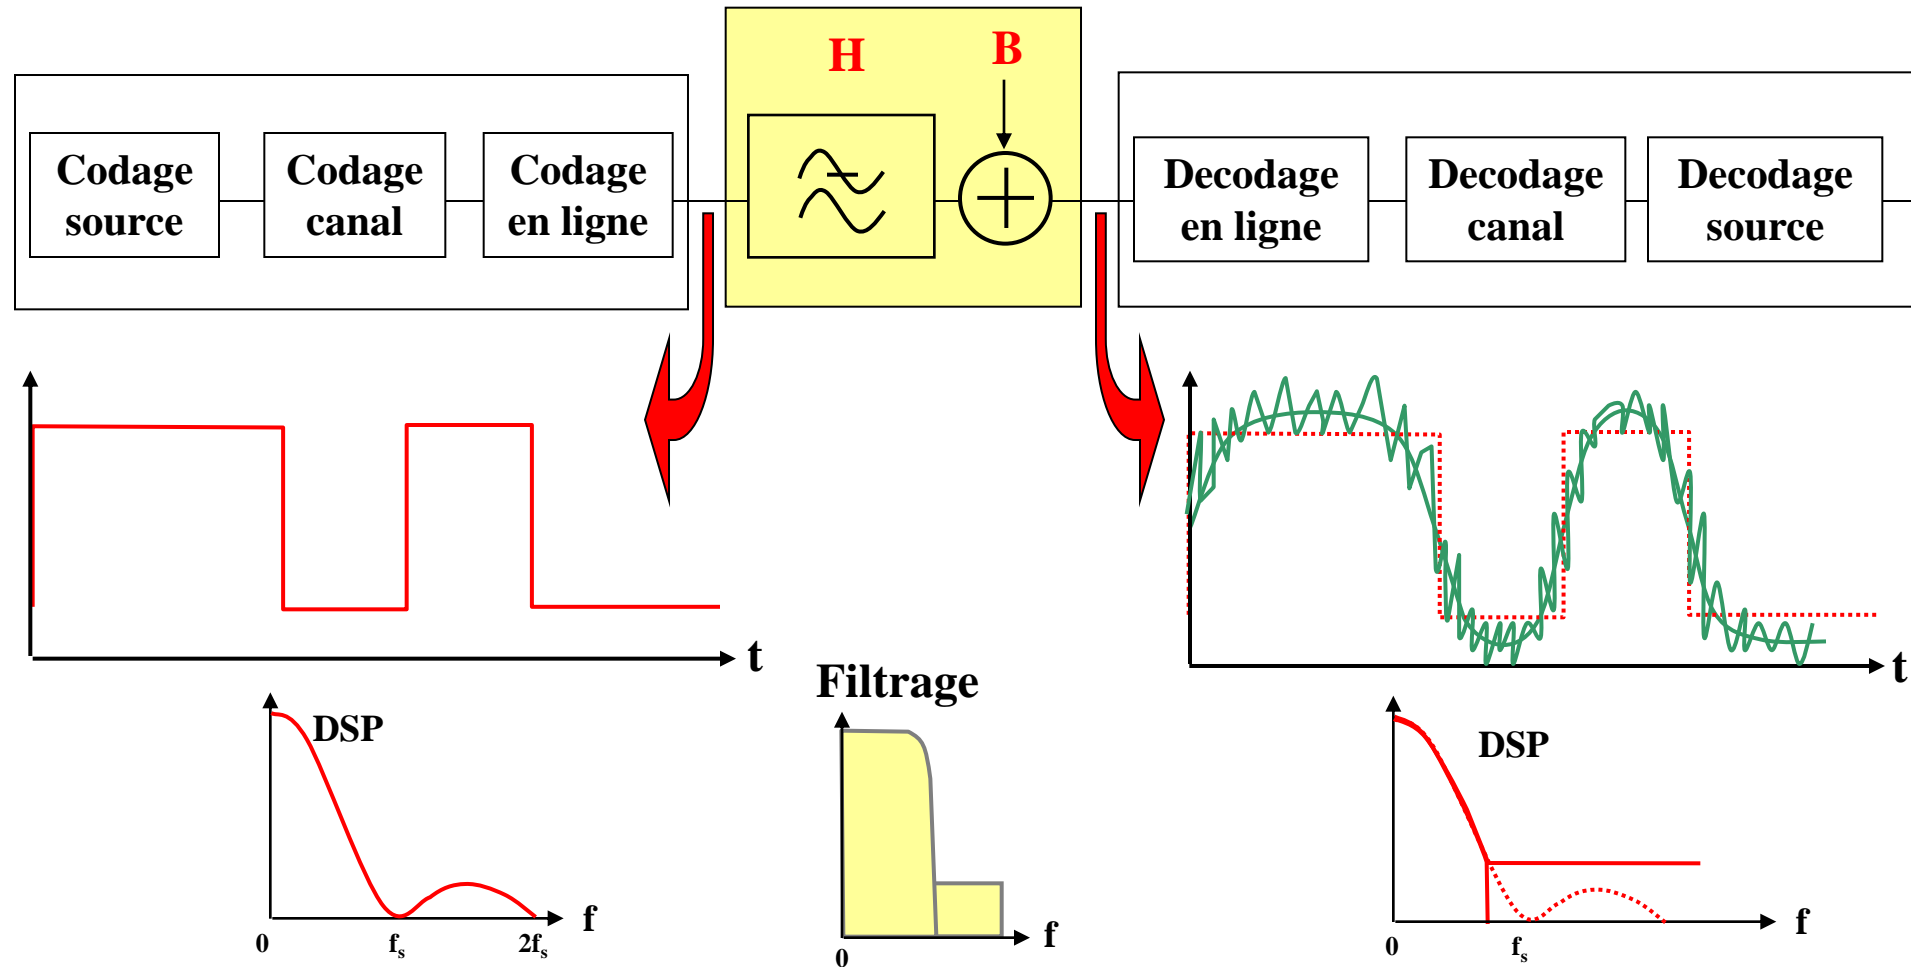 H
B
Codage
source
Codage
canal
Codage
en ligne
Decodage
en ligne
Decodage
canal
Decodage
source
t
t
Filtrage
DSP
f
0
fs
2fs
f
0
DSP
f
0
fs